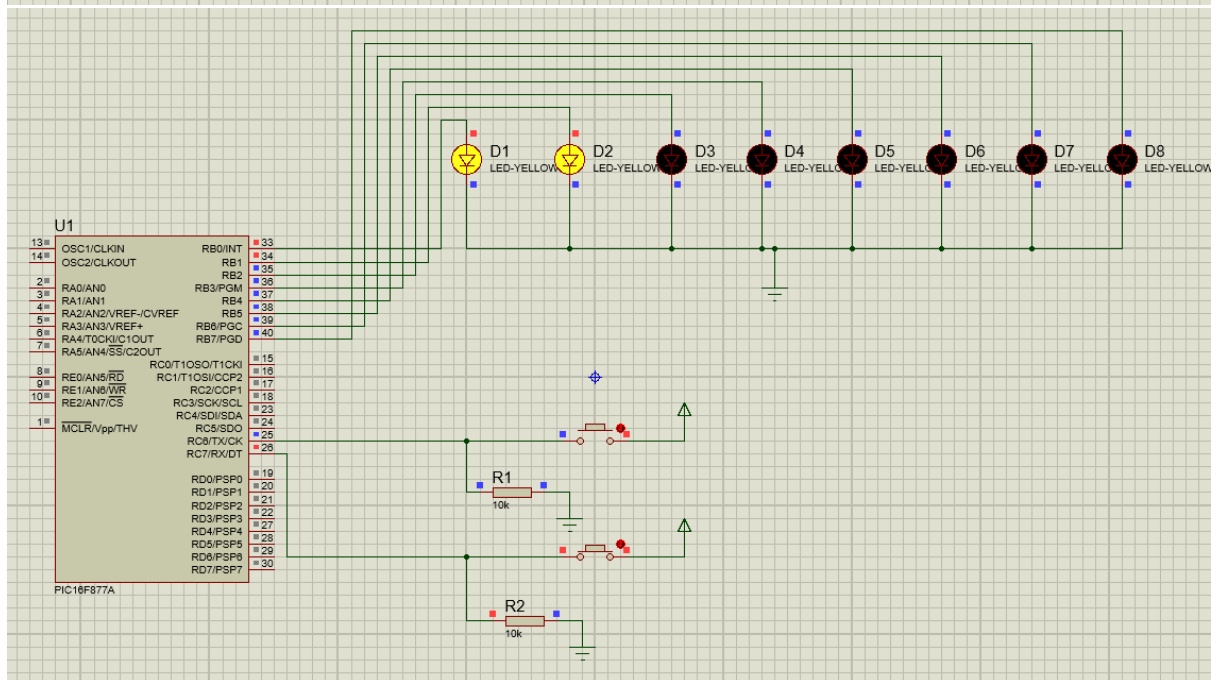 D1
LED-YELLOW
D2
LED-YELLOW
D3
LED-YELLOW
D4
LED-YELLOW
D5
LED-YELLOW
D6
LED-YELLOW
D7
LED-YELLOW
D8
LED-YELLOW
U1
13 OSC1/CLKIN RB0/INT 33
14 OSC2/CLKOUT RB1 34
RB2 35
2 RA0/AN0 RB3/PGM 36
3 RA1/AN1 RB4 37
4 RA2/AN2/VREF-/CVREF RB5 38
5 RA3/AN3/VREF+ RB6/PGC 39
6 RA4/T0CKI/C1OUT RB7/PGD 40
7 RA5/AN4/SS/C2OUT
RC0/T1OSO/T1CKI 15
8 RE0/AN5/RD RC1/T1OSI/CCP2 16
9 RE1/AN6/WR RC2/CCP1 17
10 RE2/AN7/CS RC3/SCK/SCL 18
RC4/SDI/SDA 23
1 MCLR/Vpp/THV RC5/SDO 24
RC6/TX/CK 25
RC7/RX/DT 26
RD0/PSP0 19
RD1/PSP1 20
RD2/PSP2 21
RD3/PSP3 22
RD4/PSP4 27
RD5/PSP5 28
RD6/PSP6 29
RD7/PSP7 30
PIC16F877A
R1
10k
R2
10k